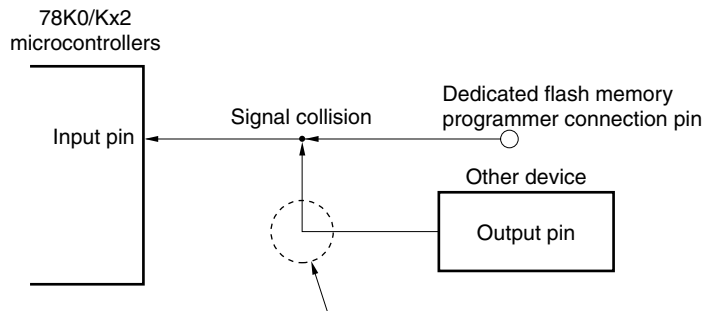 78K0/Kx2
microcontrollers
Input pin
Signal collision
Dedicated flash memory
programmer connection pin
Other device
Output pin